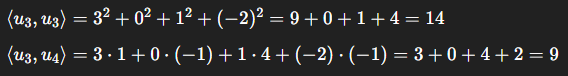 ⟨u₃, u₃⟩ = 3² + 0² + 1² + (−2)² = 9 + 0 + 1 + 4 = 14
⟨u₃, u₄⟩ = 3 · 1 + 0 · (−1) + 1 · 4 + (−2) · (−1) = 3 + 0 + 4 + 2 = 9